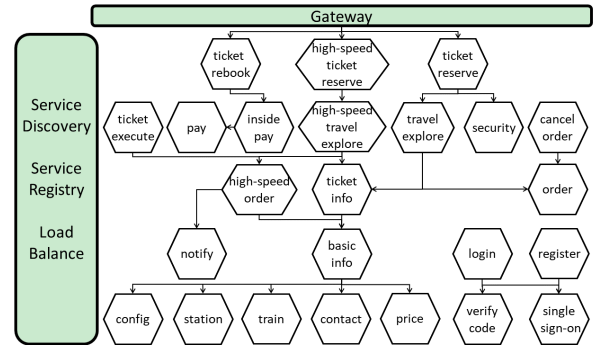 Gateway
ticket
rebook
high-speed
ticket
reserve
ticket
reserve
Service
Discovery
Service
Registry
Load
Balance
ticket
execute
pay
inside
pay
high-speed
travel
explore
travel
explore
security
cancel
order
high-speed
order
ticket
info
order
notify
basic
info
login
register
config
station
train
contact
price
verify
code
single
sign-on